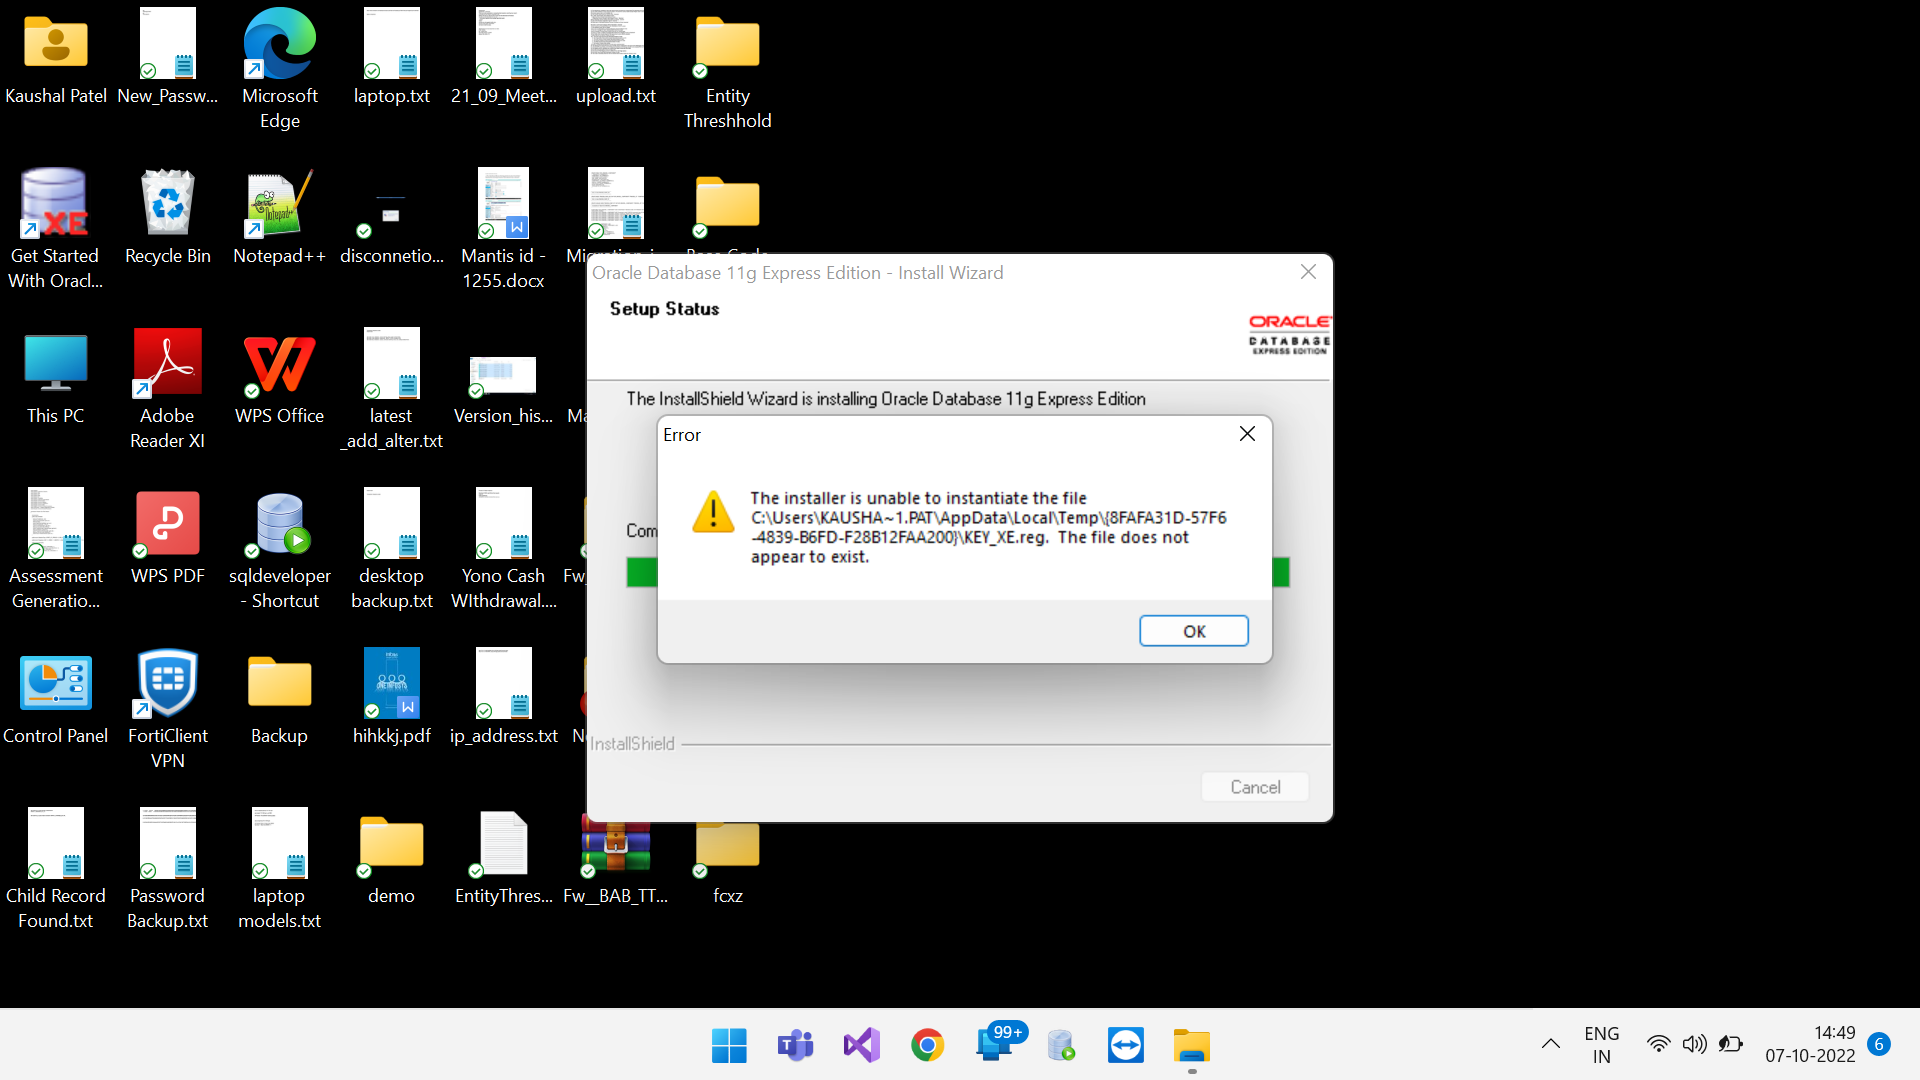 Kaushal Patel
New_Passw...
Microsoft
Edge
laptop.txt
21_09_Meet...
upload.txt
Entity
Threshhold
Get Started
With Oracl...
Recycle Bin
Notepad++
disconnetio...
Mantis id -
1255.docx
This PC
Adobe
Reader XI
WPS Office
latest
_add_alter.txt
Version_his...
Assessment
Generatio...
WPS PDF
sqldeveloper
- Shortcut
desktop
backup.txt
Yono Cash
WIthdrawal....
Control Panel
FortiClient
VPN
Backup
hihkkj.pdf
ip_address.txt
Child Record
Found.txt
Password
Backup.txt
laptop
models.txt
demo
EntityThres...
Fw__BAB_TT...
fcxz
Oracle Database 11g Express Edition - Install Wizard
Setup Status
ORACLE
DATABASE
EXPRESS EDITION
The InstallShield Wizard is installing Oracle Database 11g Express Edition
Com
Error
The installer is unable to instantiate the file
C:\Users\KAUSHA~1.PAT\AppData\Local\Temp\{8FAFA31D-57F6
-4839-B6FD-F28B12FAA200}\KEY_XE.reg. The file does not
appear to exist.
OK
InstallShield
Cancel
99+
ENG
IN
14:49
07-10-2022
6